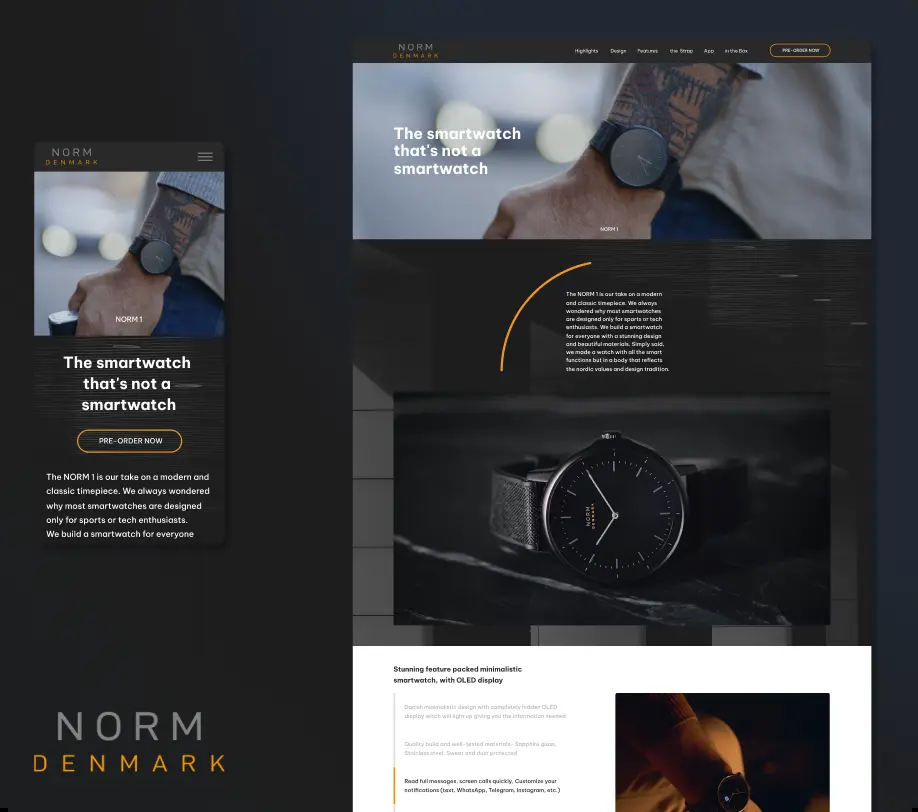 NORM
DENMARK
Highlights Design Features the Strap App in the Box PRE-ORDER NOW
The smartwatch
that's not a
smartwatch
NORM 1
The NORM 1 is our take on a modern
and classic timepiece. We always
wondered why most smartwatches
are designed only for sports or tech
enthusiasts. We build a smartwatch
for everyone with a stunning design
and beautiful materials. Simply said,
we made a watch with all the smart
functions but in a body that reflects
the nordic values and design tradition.
NORM
DENMARK
Stunning feature packed minimalistic
smartwatch, with OLED display
Danish minimalistic design with completely hidden OLED
display which will light up giving you the information needed
Quality build and well-tested materials- Sapphire glass,
Stainless steel. Sweat and dust protected
Read full messages, screen calls quickly, Customize your
notifications (text, WhatsApp, Telegram, Instagram, etc.)
NORM
DENMARK
NORM 1
The smartwatch
that's not a
smartwatch
PRE-ORDER NOW
The NORM 1 is our take on a modern and
classic timepiece. We always wondered
why most smartwatches are designed
only for sports or tech enthusiasts.
We build a smartwatch for everyone
NORM
DENMARK